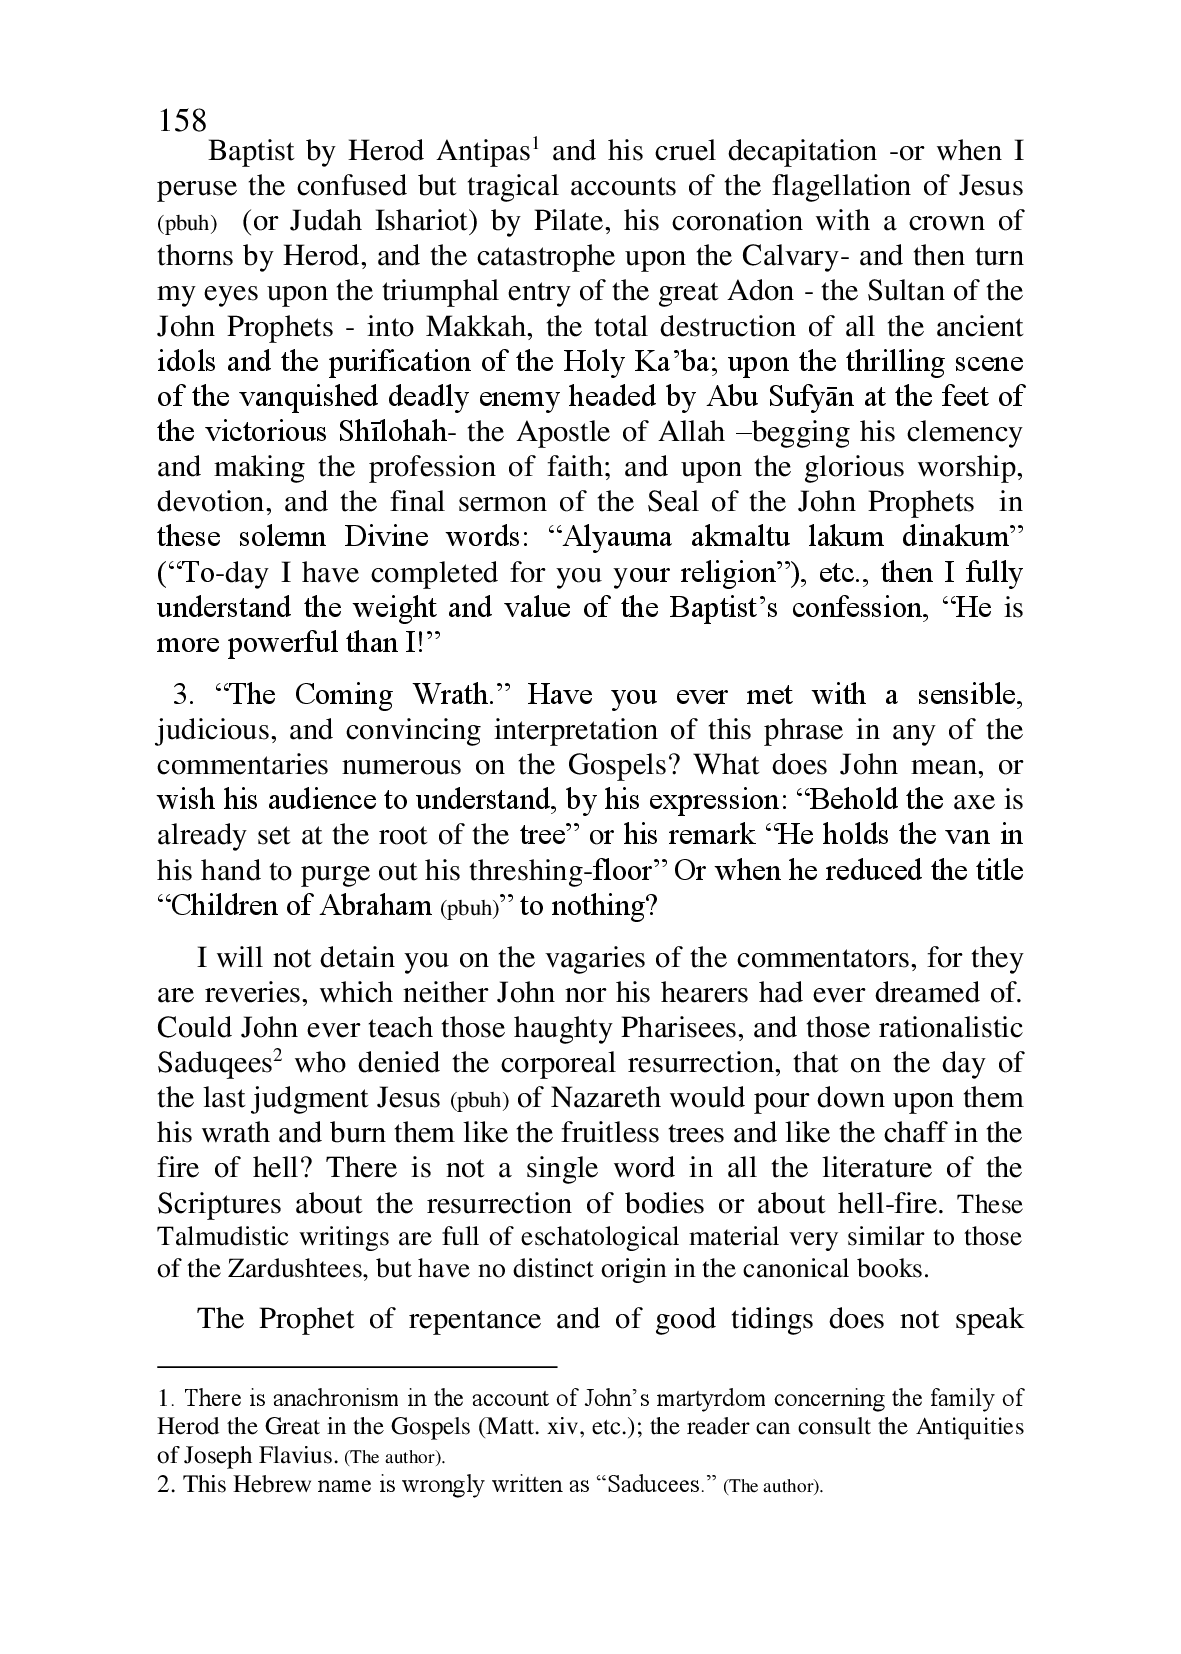 158
Baptist by Herod Antipas1 and his cruel decapitation -or when I
peruse the confused but tragical accounts of the flagellation of Jesus
(pbuh) (or Judah Ishariot) by Pilate, his coronation with a crown of
thorns by Herod, and the catastrophe upon the Calvary- and then turn
my eyes upon the triumphal entry of the great Adon - the Sultan of the
John Prophets - into Makkah, the total destruction of all the ancient
idols and the purification of the Holy Ka’ba; upon the thrilling scene
of the vanquished deadly enemy headed by Abu Sufyān at the feet of
the victorious Shīlohah- the Apostle of Allah –begging his clemency
and making the profession of faith; and upon the glorious worship,
devotion, and the final sermon of the Seal of the John Prophets in
these solemn Divine words: “Alyauma akmaltu lakum dinakum”
(“To-day I have completed for you your religion”), etc., then I fully
understand the weight and value of the Baptist’s confession, “He is
more powerful than I!”
3. “The Coming Wrath.” Have you ever met with a sensible,
judicious, and convincing interpretation of this phrase in any of the
commentaries numerous on the Gospels? What does John mean, or
wish his audience to understand, by his expression: “Behold the axe is
already set at the root of the tree” or his remark “He holds the van in
his hand to purge out his threshing-floor” Or when he reduced the title
“Children of Abraham (pbuh)” to nothing?
I will not detain you on the vagaries of the commentators, for they
are reveries, which neither John nor his hearers had ever dreamed of.
Could John ever teach those haughty Pharisees, and those rationalistic
Saduqees2 who denied the corporeal resurrection, that on the day of
the last judgment Jesus (pbuh) of Nazareth would pour down upon them
his wrath and burn them like the fruitless trees and like the chaff in the
fire of hell? There is not a single word in all the literature of the
Scriptures about the resurrection of bodies or about hell-fire. These
Talmudistic writings are full of eschatological material very similar to those
of the Zardushtees, but have no distinct origin in the canonical books.
The Prophet of repentance and of good tidings does not speak
1. There is anachronism in the account of John’s martyrdom concerning the family of
Herod the Great in the Gospels (Matt. xiv, etc.); the reader can consult the Antiquities
of Joseph Flavius. (The author).
2. This Hebrew name is wrongly written as “Saducees.” (The author).